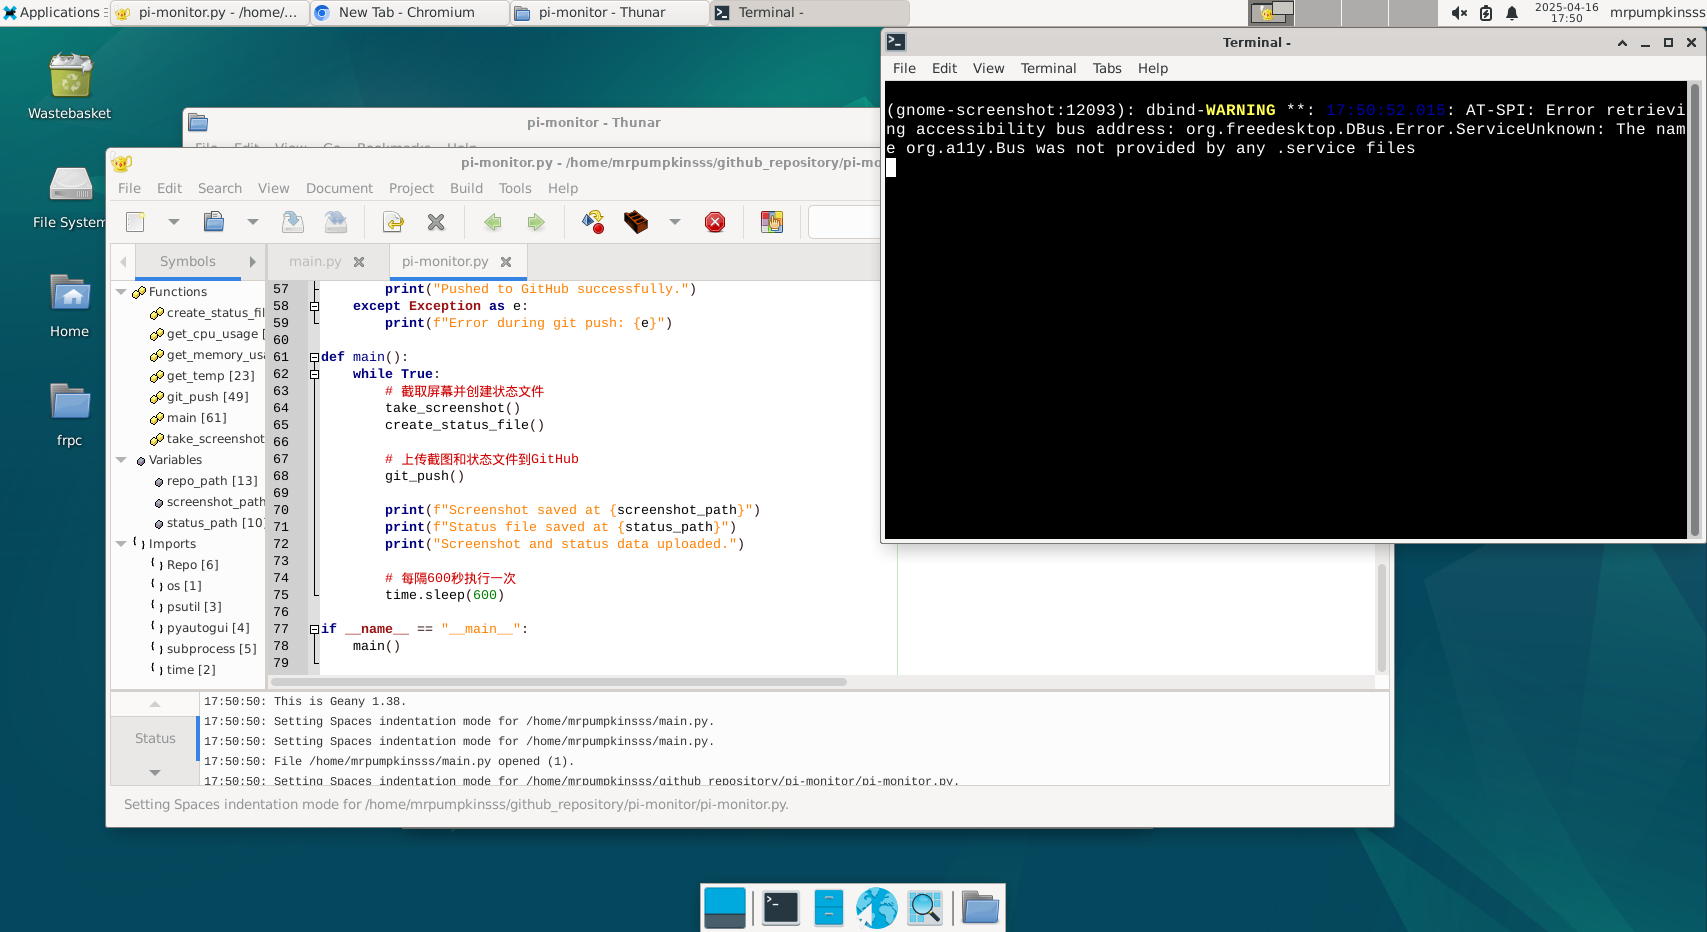 Applications
pi-monitor.py - /home/...
New Tab - Chromium
pi-monitor - Thunar
Terminal -
2025-04-16
17:50
mrpumpkinsss
Wastebasket
File System
Home
frpc
pi-monitor - Thunar
pi-monitor.py - /home/mrpumpkinsss/github_repository/pi-mo
File Edit Search View Document Project Build Tools Help
Symbols
main.py
pi-monitor.py
Functions
create_status_fil
get_cpu_usage [
get_memory_usa
get_temp [23]
git_push [49]
main [61]
take_screenshot
Variables
repo_path [13]
screenshot_path
status_path [10]
Imports
Repo [6]
os [1]
psutil [3]
pyautogui [4]
subprocess [5]
time [2]
57 print("Pushed to GitHub successfully.")
58 except Exception as e:
59 print(f"Error during git push: {e}")
60
61 def main():
62 while True:
63 # 截取屏幕并创建状态文件
64 take_screenshot()
65 create_status_file()
66
67 # 上传截图和状态文件到GitHub
68 git_push()
69
70 print(f"Screenshot saved at {screenshot_path}")
71 print(f"Status file saved at {status_path}")
72 print("Screenshot and status data uploaded.")
73
74 # 每隔600秒执行一次
75 time.sleep(600)
76
77 if __name__ == "__main__":
78 main()
79
Status
17:50:50: This is Geany 1.38.
17:50:50: Setting Spaces indentation mode for /home/mrpumpkinsss/main.py.
17:50:50: Setting Spaces indentation mode for /home/mrpumpkinsss/main.py.
17:50:50: File /home/mrpumpkinsss/main.py opened (1).
17:50:50: Setting Spaces indentation mode for /home/mrpumpkinsss/github_repository/pi-monitor/pi-monitor.py.
Setting Spaces indentation mode for /home/mrpumpkinsss/github_repository/pi-monitor/pi-monitor.py.
Terminal -
File Edit View Terminal Tabs Help
(gnome-screenshot:12093): dbind-WARNING **: 17:50:52.015: AT-SPI: Error retrievi
ng accessibility bus address: org.freedesktop.DBus.Error.ServiceUnknown: The nam
e org.a11y.Bus was not provided by any .service files